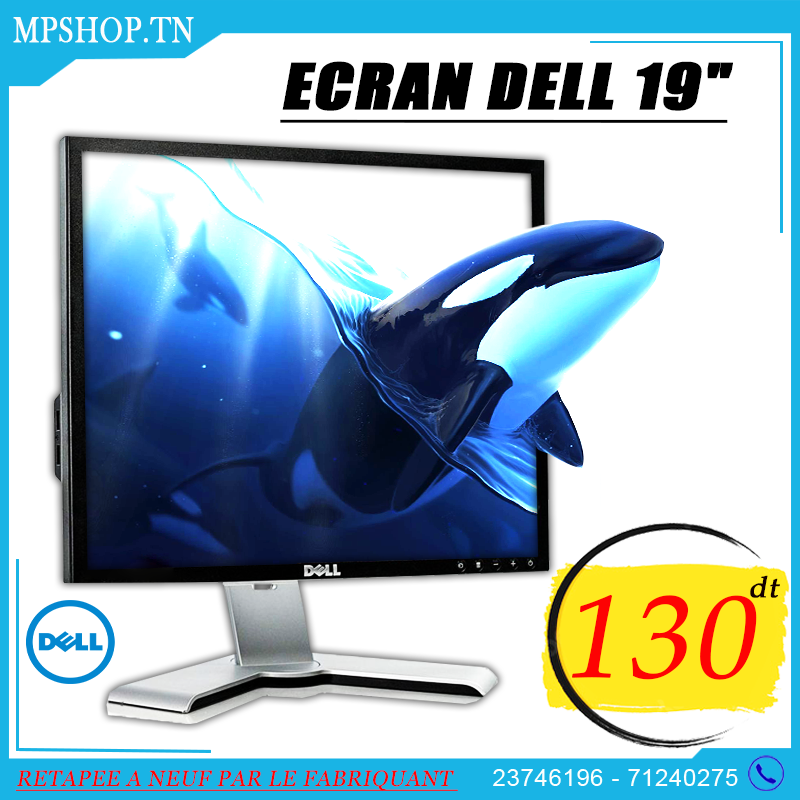 MPSHOP.TN
ECRAN DELL 19"
DELL
DELL
130 dt
RETAPEE A NEUF PAR LE FABRIQUANT
23746196 - 71240275